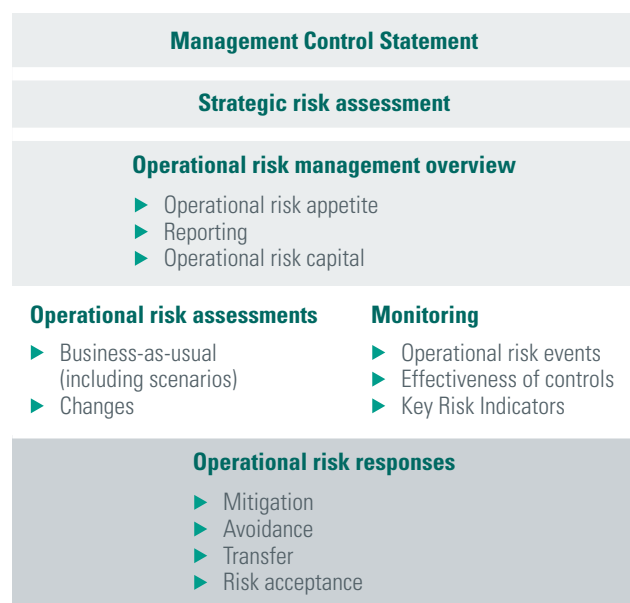 Management Control Statement
Strategic risk assessment
Operational risk management overview
Operational risk appetite
Reporting
Operational risk capital
Operational risk assessments
Business-as-usual
(including scenarios)
Changes
Monitoring
Operational risk events
Effectiveness of controls
Key Risk Indicators
Operational risk responses
Mitigation
Avoidance
Transfer
Risk acceptance